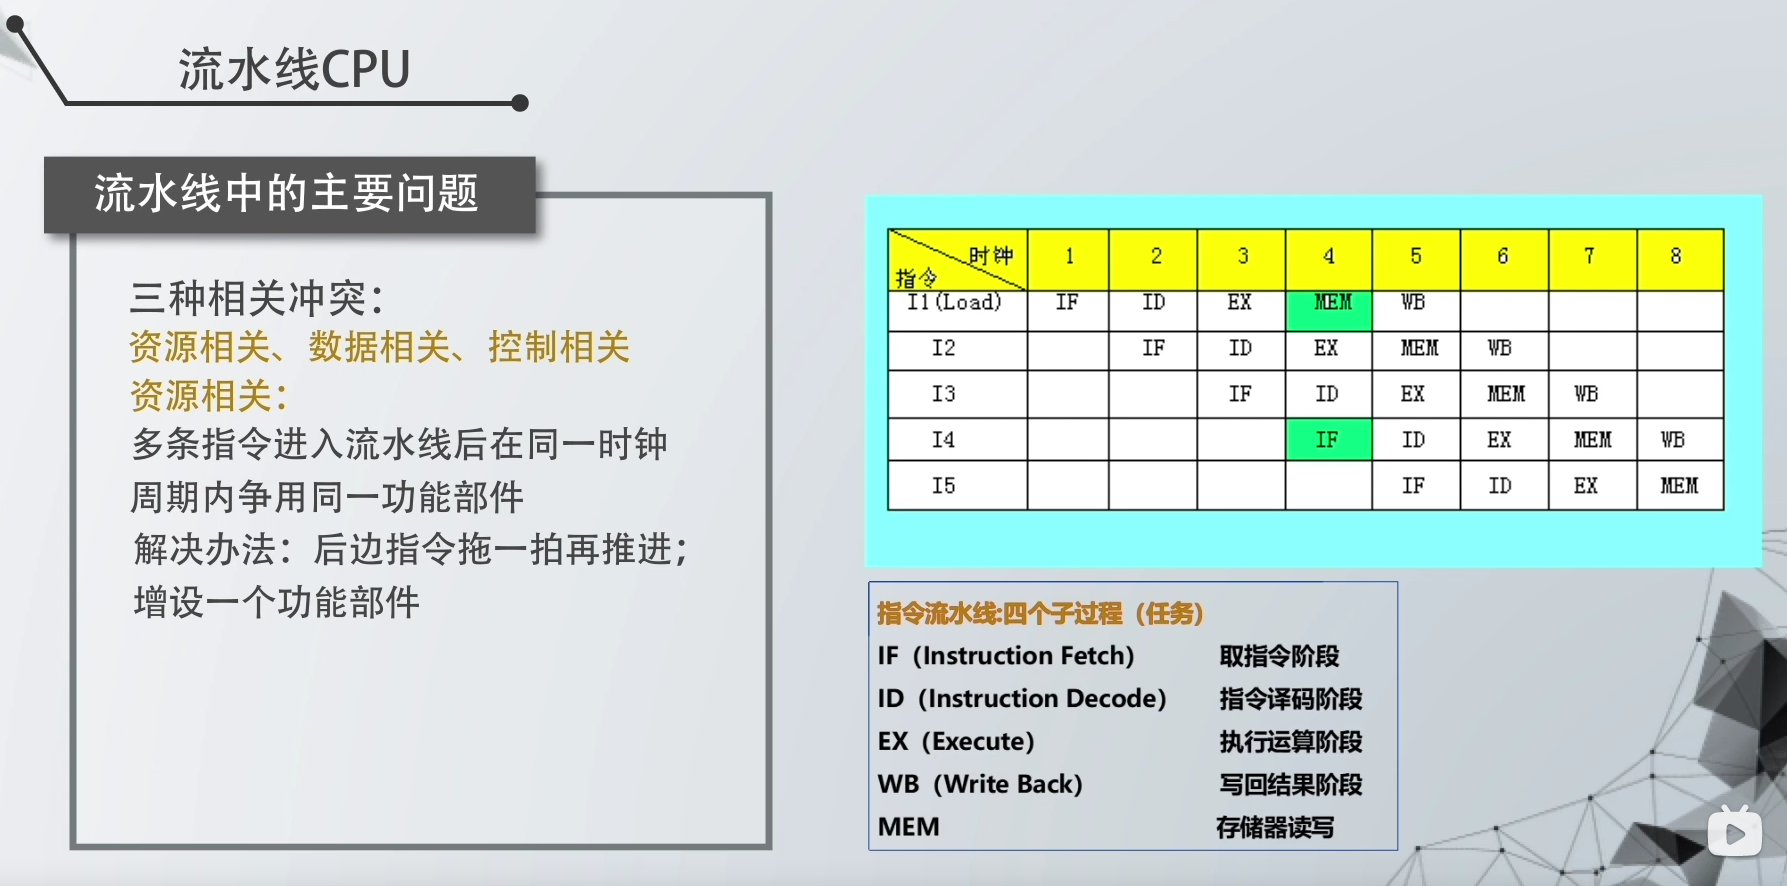 流水线CPU
流水线中的主要问题
三种相关冲突：
资源相关、数据相关、控制相关
资源相关：
多条指令进入流水线后在同一时钟
周期内争用同一功能部件
解决办法：后边指令拖一拍再推进；
增设一个功能部件
时钟 1 2 3 4 5 6 7 8
指令
I1(Load) IF ID EX MEM WB
I2 IF ID EX MEM WB
I3 IF ID EX MEM WB
I4 IF ID EX MEM WB
I5 IF ID EX MEM
指令流水线:四个子过程（任务）
IF（Instruction Fetch） 取指令阶段
ID（Instruction Decode） 指令译码阶段
EX（Execute） 执行运算阶段
WB（Write Back） 写回结果阶段
MEM 存储器读写